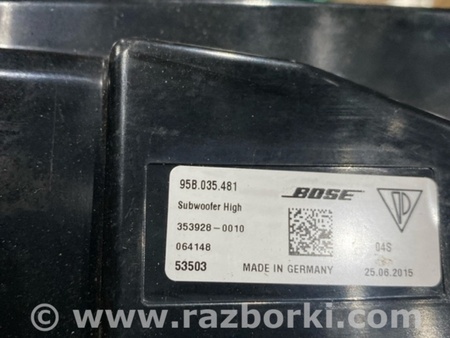 95B.035.481
BOSE
Subwoofer High
353928-0010
064148
04S
53503
MADE IN GERMANY
25.06.2015
© www.razborki.com